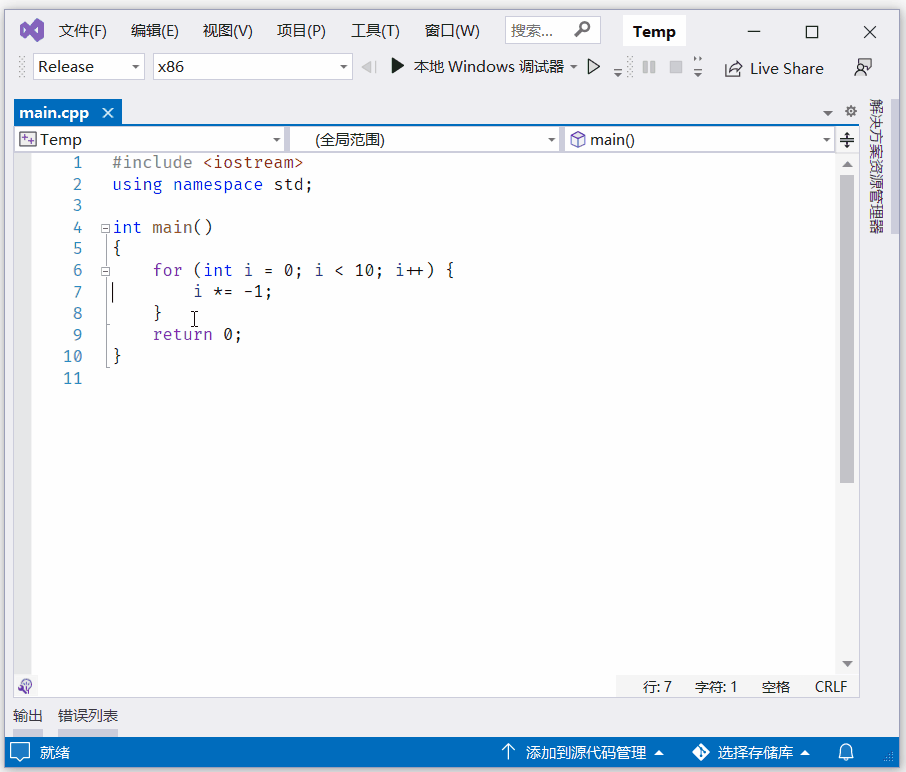 文件(F) 编辑(E) 视图(V) 项目(P) 工具(T) 窗口(W) 搜索... Temp
Release x86 本地 Windows 调试器 Live Share
main.cpp
解决方案资源管理器
Temp (全局范围) main()
1 #include <iostream>
2 using namespace std;
3
4 int main()
5 {
6 for (int i = 0; i < 10; i++) {
7 i *= -1;
8 }
9 return 0;
10 }
11
行: 7 字符: 1 空格 CRLF
输出 错误列表
就绪 添加到源代码管理 选择存储库